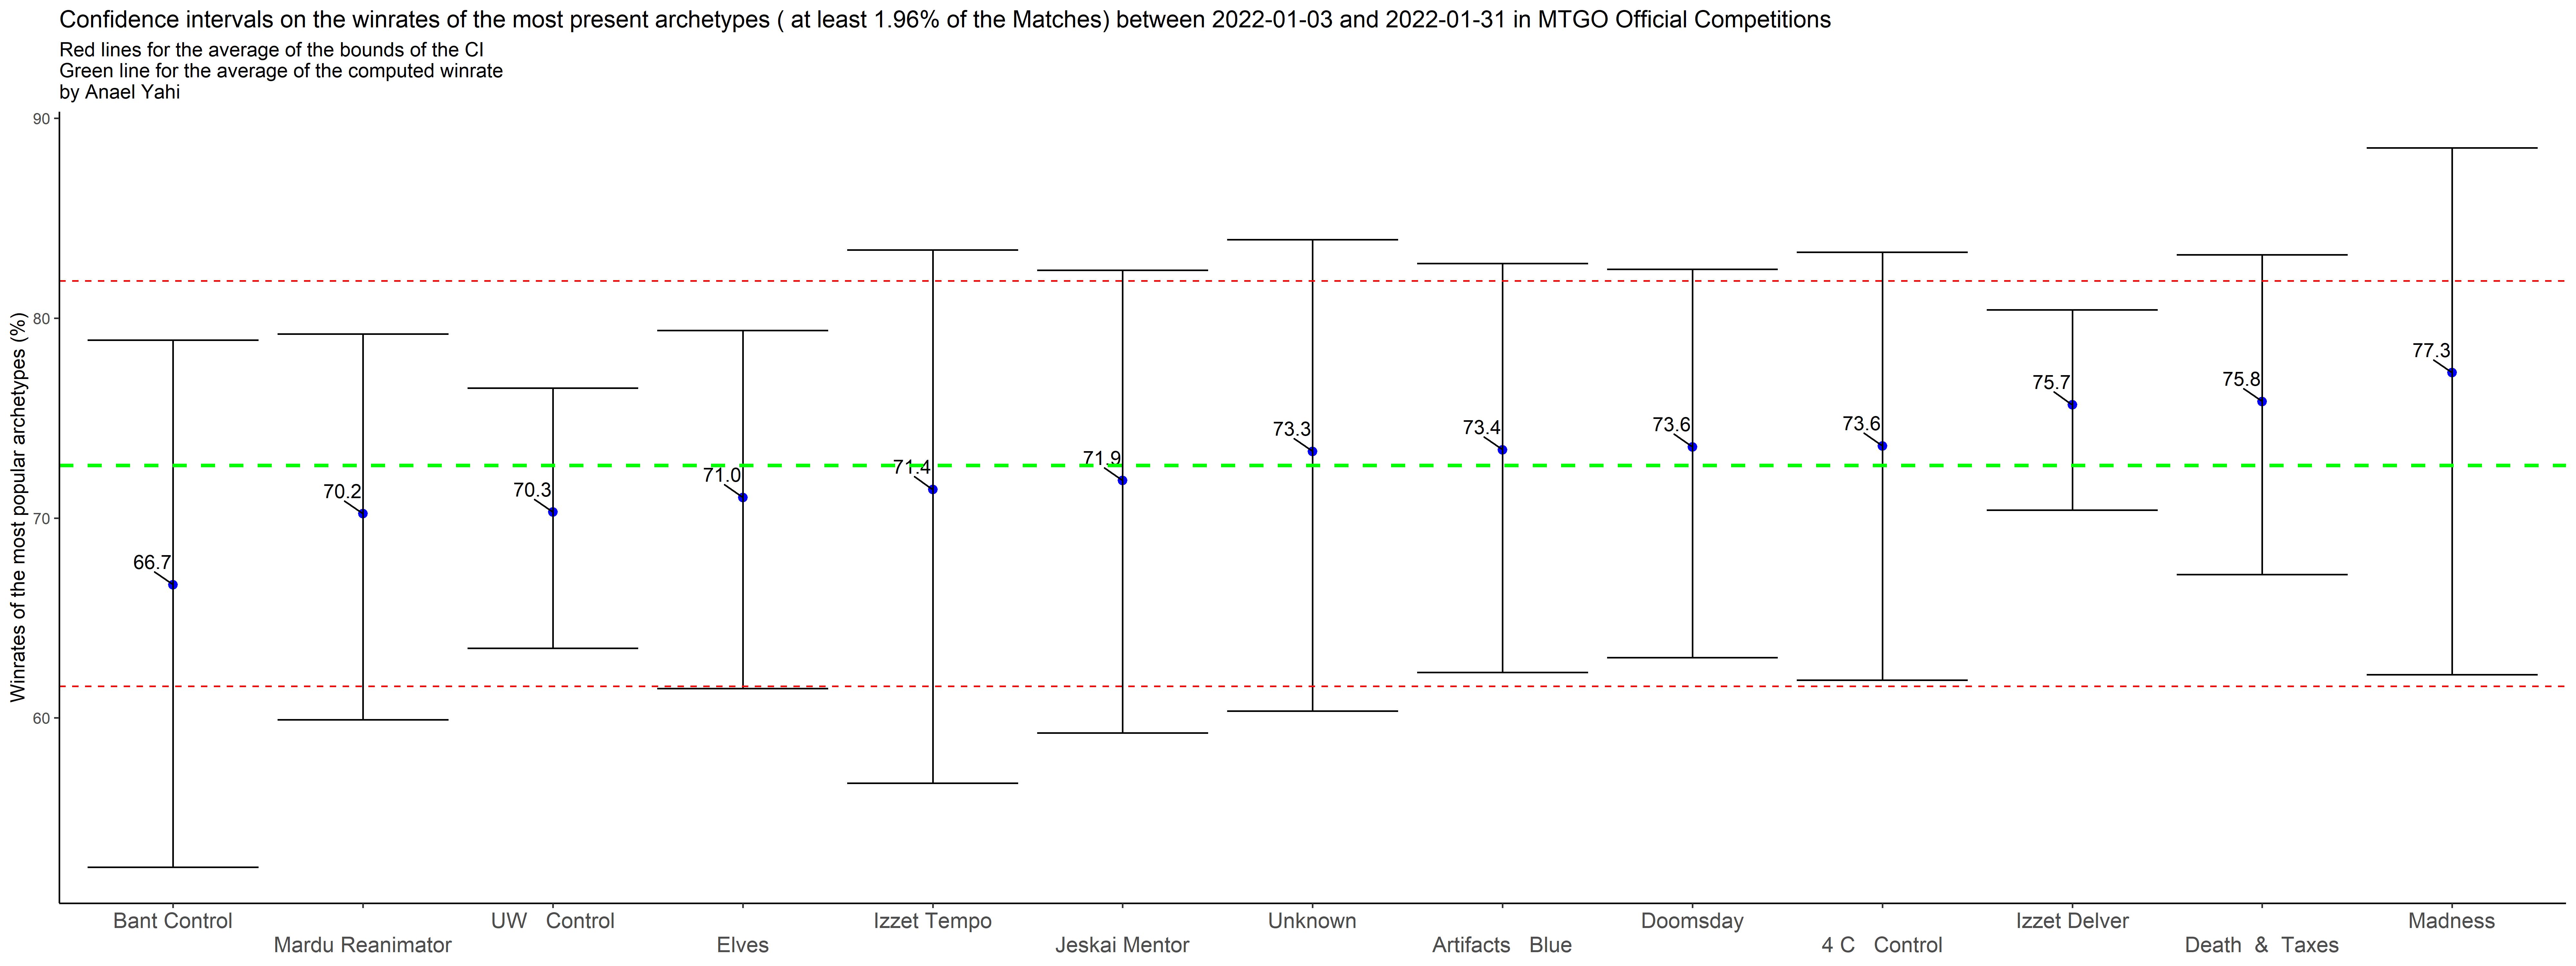 Confidence intervals on the winrates of the most present archetypes ( at least 1.96% of the Matches) between 2022-01-03 and 2022-01-31 in MTGO Official Competitions
Red lines for the average of the bounds of the CI
Green line for the average of the computed winrate
by Anael Yahi
Winrates of the most popular archetypes (%)
90
80
70
60
66.7
70.2
70.3
71.0
71.4
71.9
73.3
73.4
73.6
73.6
75.7
75.8
77.3
Bant Control
Mardu Reanimator
UW   Control
Elves
Izzet Tempo
Jeskai Mentor
Unknown
Artifacts   Blue
Doomsday
4 C   Control
Izzet Delver
Death  &  Taxes
Madness